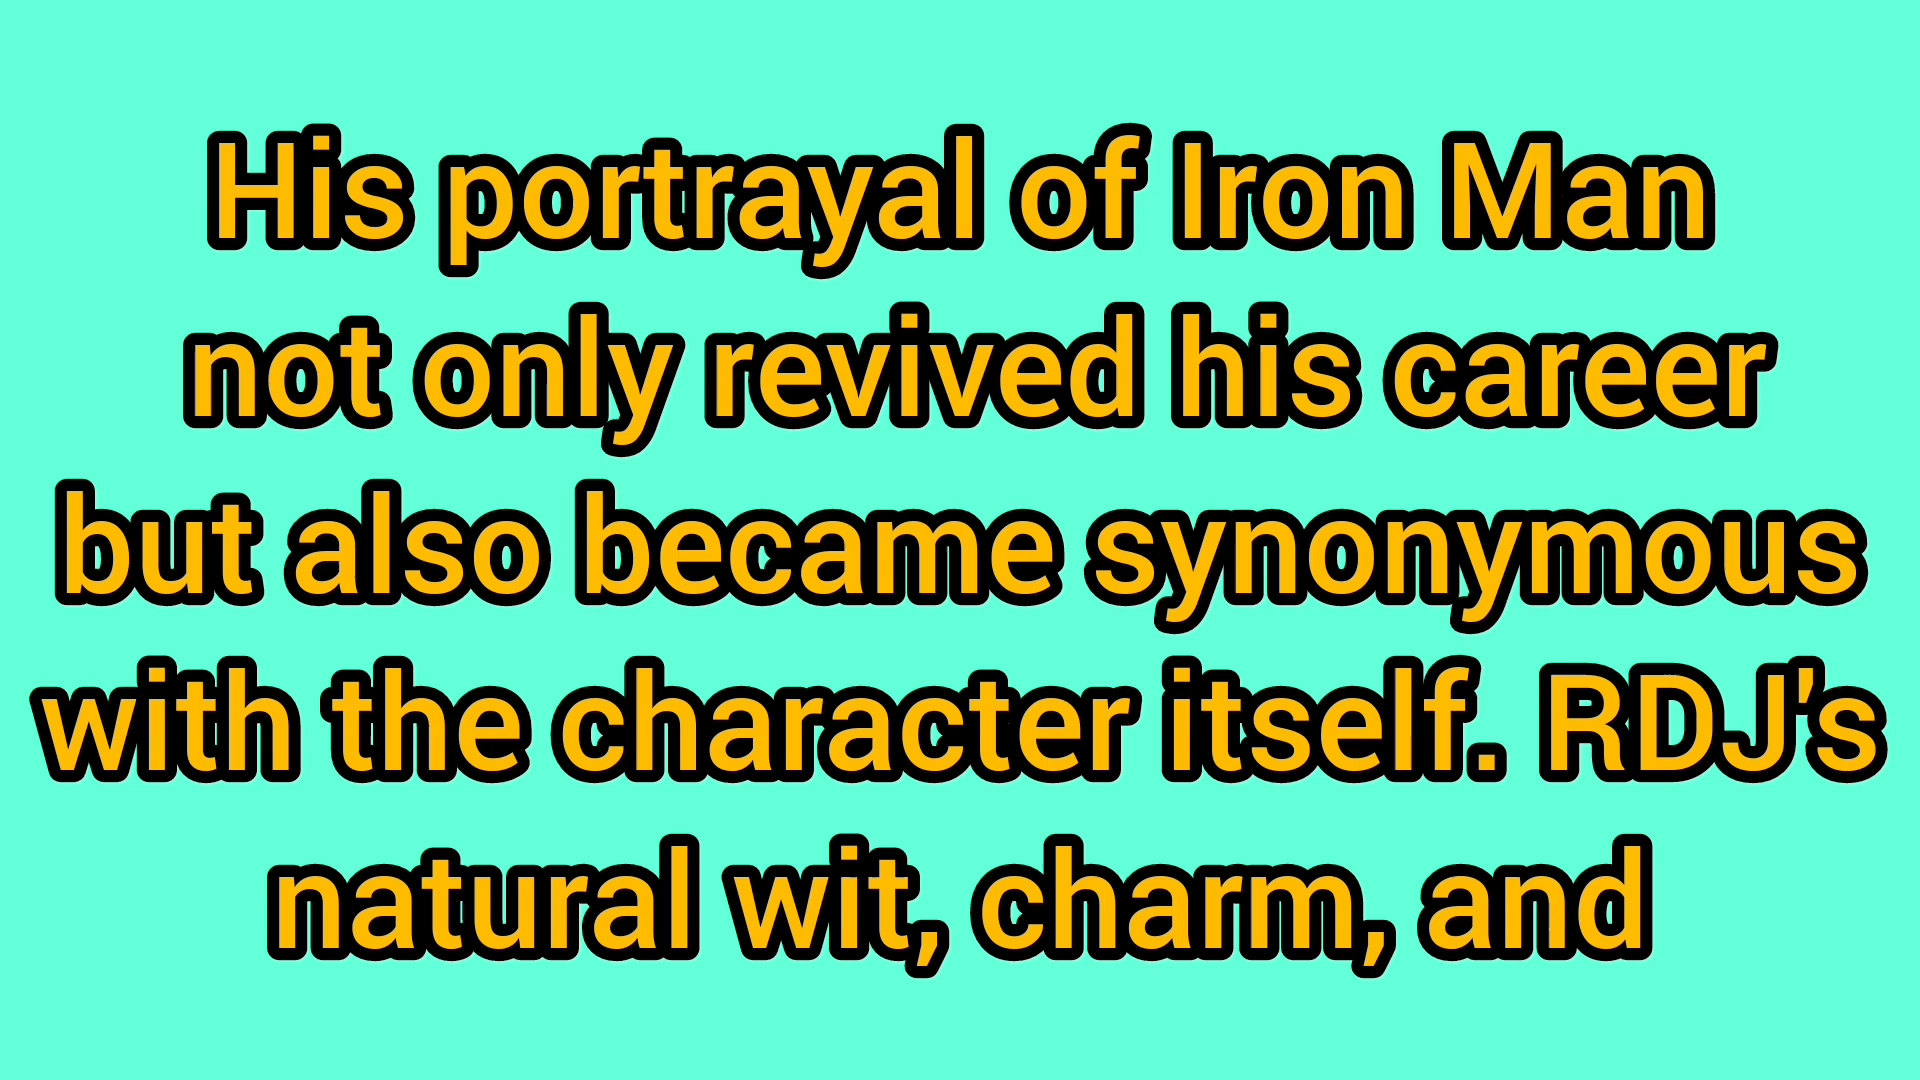 His portrayal of Iron Man
not only revived his career
but also became synonymous
with the character itself. RDJ's
natural wit, charm, and